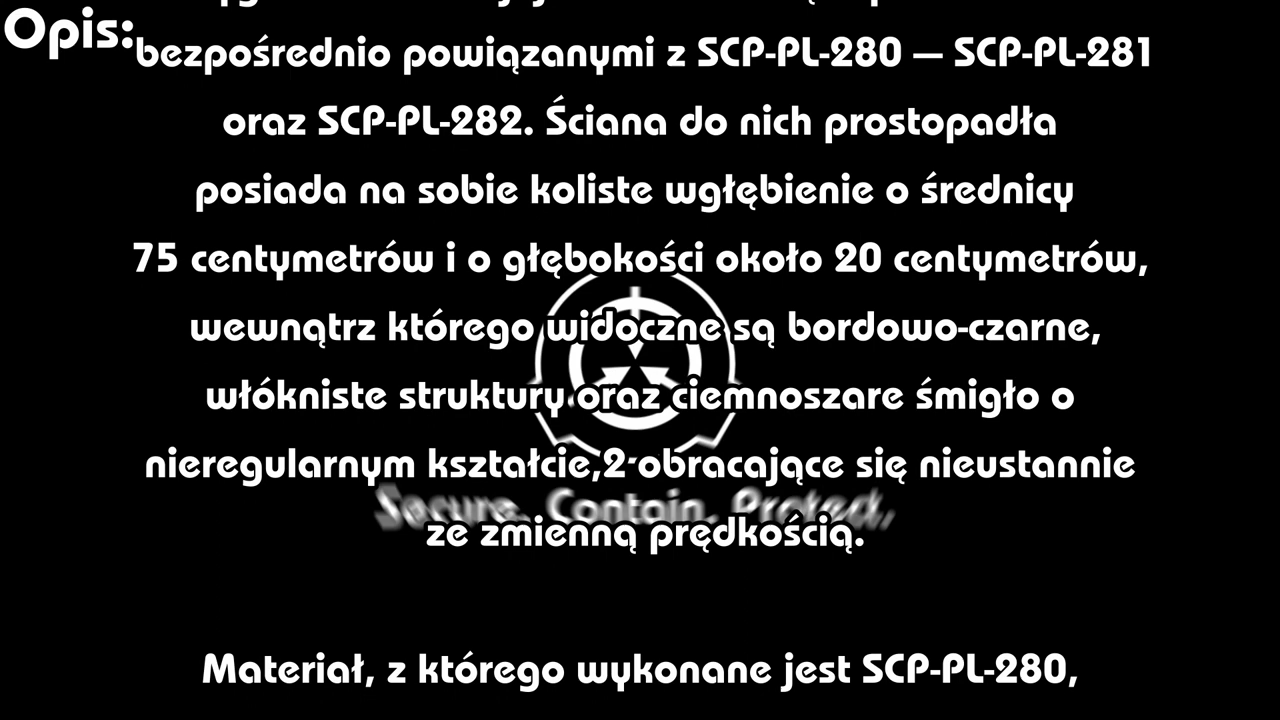 Opis:
bezpośrednio powiązanymi z SCP-PL-280 — SCP-PL-281
oraz SCP-PL-282. Ściana do nich prostopadła
posiada na sobie koliste wgłębienie o średnicy
75 centymetrów i o głębokości około 20 centymetrów,
wewnątrz którego widoczne są bordowo-czarne,
włókniste struktury oraz ciemnoszare śmigło o
nieregularnym kształcie,2 obracające się nieustannie
Secure. Contain. Protect.
ze zmienną prędkością.
Materiał, z którego wykonane jest SCP-PL-280,